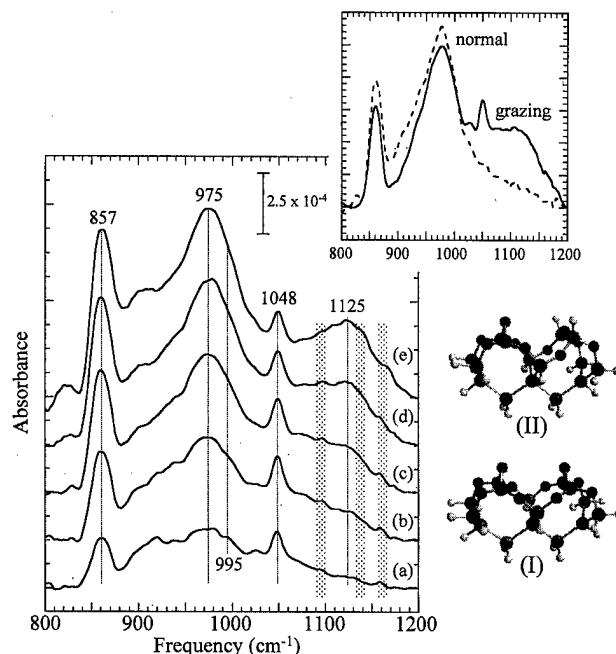 normal
grazing
800 900 1000 1100 1200
2.5 x 10-4
857
975
1048
1125
995
(e)
(d)
(c)
(b)
(a)
Absorbance
800 900 1000 1100 1200
Frequency (cm-1)
(II)
(I)